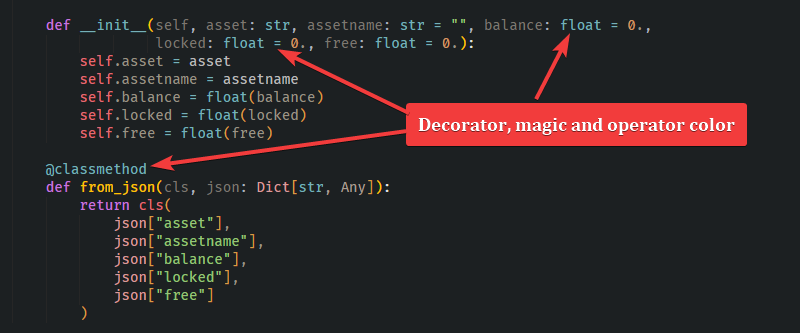 def __init__(self, asset: str, assetname: str = "", balance: float = 0.,
             locked: float = 0., free: float = 0.):
    self.asset = asset
    self.assetname = assetname
    self.balance = float(balance)
    self.locked = float(locked)
    self.free = float(free)
Decorator, magic and operator color
@classmethod
def from_json(cls, json: Dict[str, Any]):
    return cls(
        json["asset"],
        json["assetname"],
        json["balance"],
        json["locked"],
        json["free"]
    )